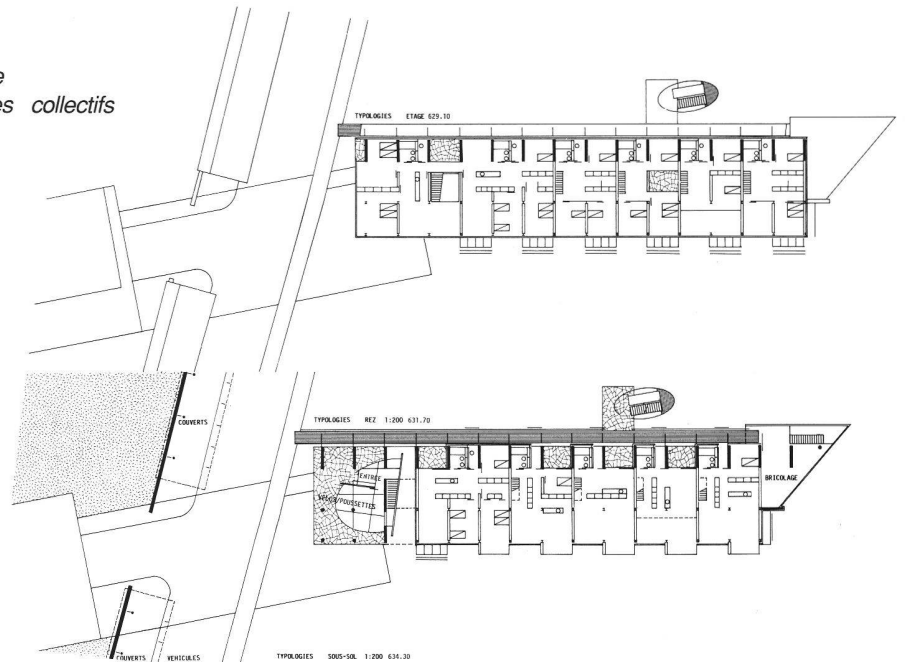 e
es collectifs
TYPOLOGIES ETAGE 629.10
TYPOLOGIES REZ 1:200 631.70
COUVERTS
ENTREE
VELOS/POUSSETTES
BRICOLAGE
COUVERTS VEHICULES
TYPOLOGIES SOUS-SOL 1:200 634.30